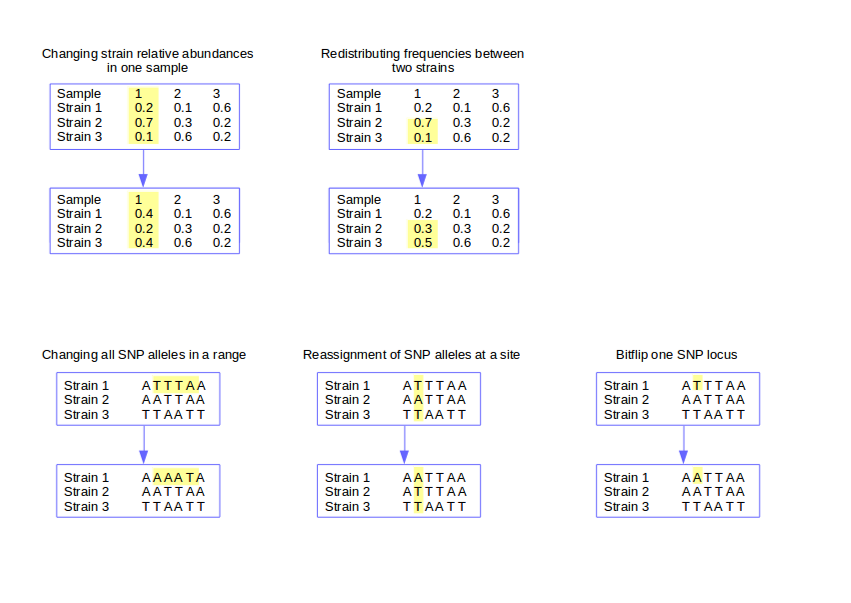 Changing strain relative abundances
in one sample
Sample 1 2 3
Strain 1 0.2 0.1 0.6
Strain 2 0.7 0.3 0.2
Strain 3 0.1 0.6 0.2
Sample 1 2 3
Strain 1 0.4 0.1 0.6
Strain 2 0.2 0.3 0.2
Strain 3 0.4 0.6 0.2
Redistributing frequencies between
two strains
Sample 1 2 3
Strain 1 0.2 0.1 0.6
Strain 2 0.7 0.3 0.2
Strain 3 0.1 0.6 0.2
Sample 1 2 3
Strain 1 0.2 0.1 0.6
Strain 2 0.3 0.3 0.2
Strain 3 0.5 0.6 0.2
Changing all SNP alleles in a range
Strain 1 A T T T A A
Strain 2 A A T T A A
Strain 3 T T A A T T
Strain 1 A A A A T A
Strain 2 A A T T A A
Strain 3 T T A A T T
Reassignment of SNP alleles at a site
Strain 1 A T T T A A
Strain 2 A A T T A A
Strain 3 T T A A T T
Strain 1 A A T T A A
Strain 2 A T T T A A
Strain 3 T T A A T T
Bitflip one SNP locus
Strain 1 A T T T A A
Strain 2 A A T T A A
Strain 3 T T A A T T
Strain 1 A A T T A A
Strain 2 A A T T A A
Strain 3 T T A A T T